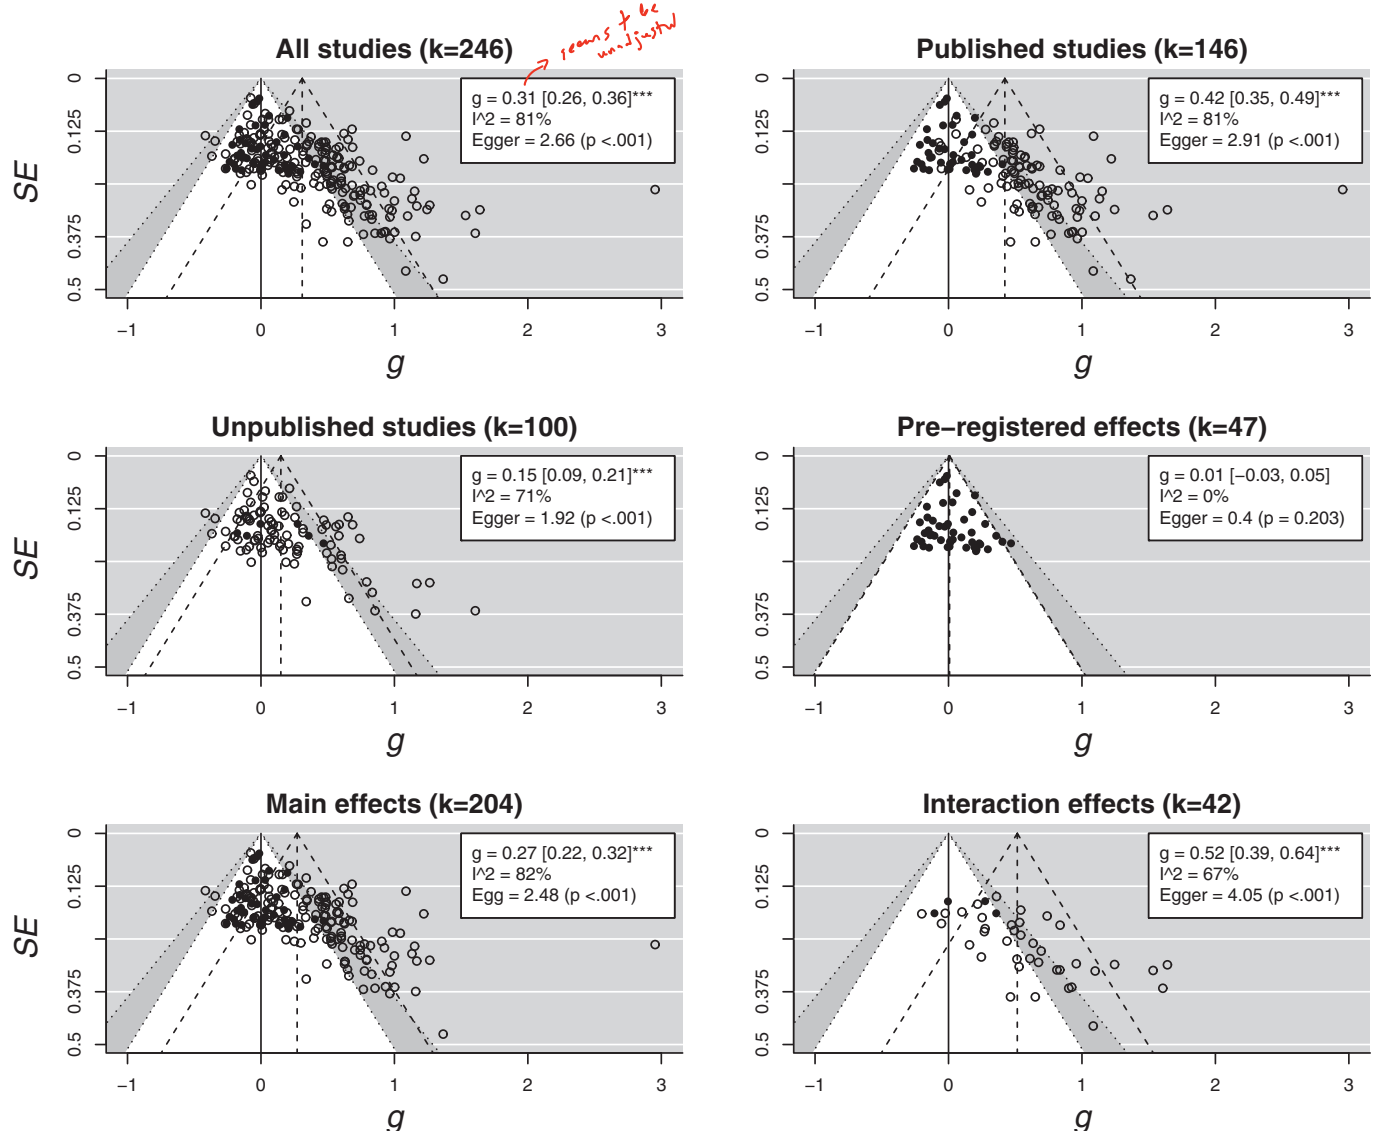 seems to be
unadjusted
All studies (k=246)
Published studies (k=146)
g = 0.31 [0.26, 0.36]***
I^2 = 81%
Egger = 2.66 (p <.001)
g = 0.42 [0.35, 0.49]***
I^2 = 81%
Egger = 2.91 (p <.001)
SE
0
0.125
0.375
0.5
−1
0
1
2
3
g
0
0.125
0.375
0.5
−1
0
1
2
3
g
Unpublished studies (k=100)
Pre−registered effects (k=47)
g = 0.15 [0.09, 0.21]***
I^2 = 71%
Egger = 1.92 (p <.001)
g = 0.01 [−0.03, 0.05]
I^2 = 0%
Egger = 0.4 (p = 0.203)
SE
0
0.125
0.375
0.5
−1
0
1
2
3
g
0
0.125
0.375
0.5
−1
0
1
2
3
g
Main effects (k=204)
Interaction effects (k=42)
g = 0.27 [0.22, 0.32]***
I^2 = 82%
Egg = 2.48 (p <.001)
g = 0.52 [0.39, 0.64]***
I^2 = 67%
Egger = 4.05 (p <.001)
SE
0
0.125
0.375
0.5
−1
0
1
2
3
g
0
0.125
0.375
0.5
−1
0
1
2
3
g